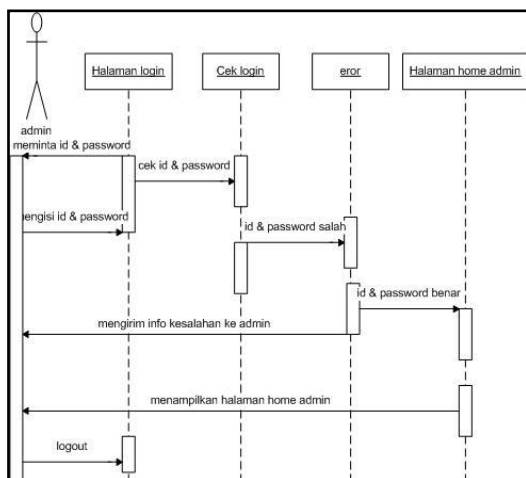 Halaman login
Cek login
eror
Halaman home admin
admin
meminta id & password
cek id & password
engisi id & password
id & password salah
id & password benar
mengirim info kesalahan ke admin
menampilkan halaman home admin
logout